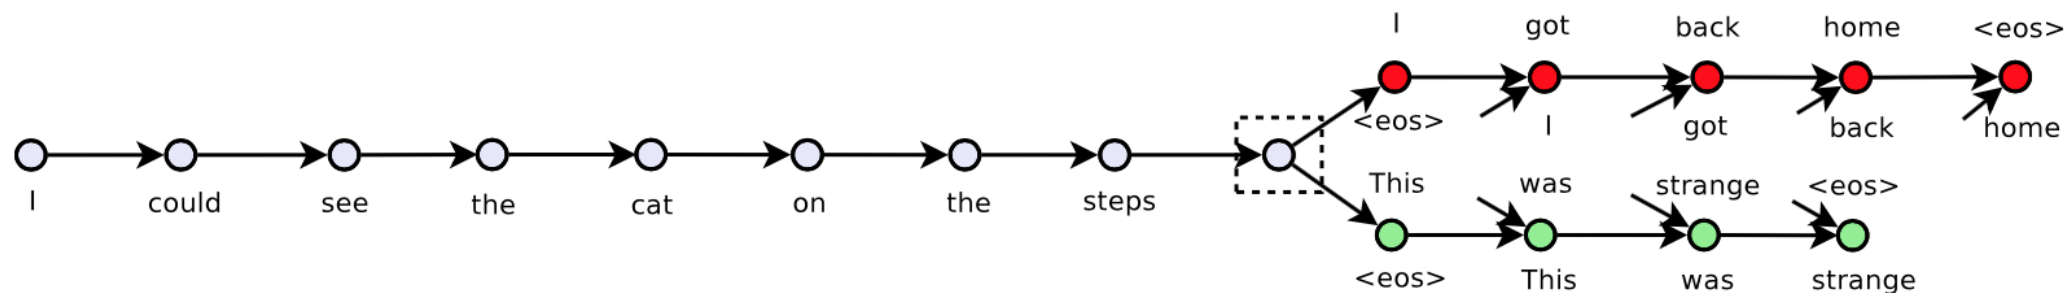 I got back home <eos>
<eos> I got back home
I could see the cat on the steps
This was strange <eos>
<eos> This was strange